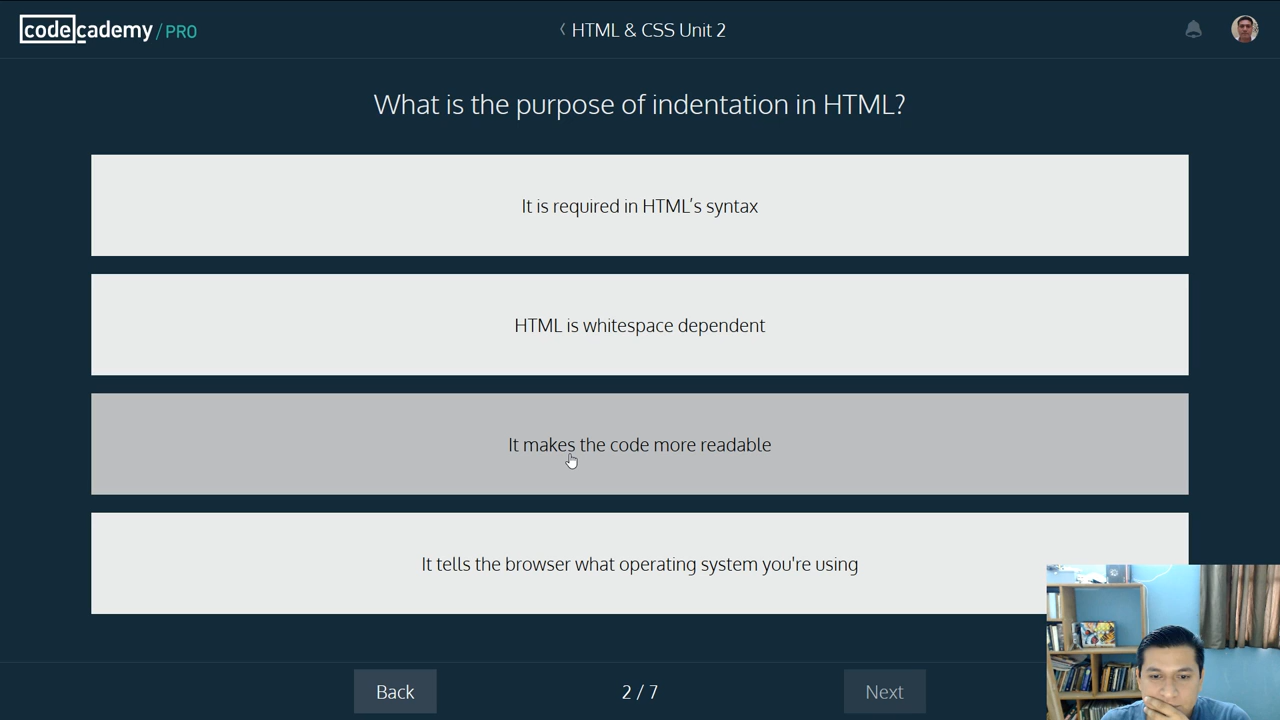 codecademy/PRO
〈 HTML & CSS Unit 2
What is the purpose of indentation in HTML?
It is required in HTML’s syntax
HTML is whitespace dependent
It makes the code more readable
It tells the browser what operating system you're using
Back
2 / 7
Next